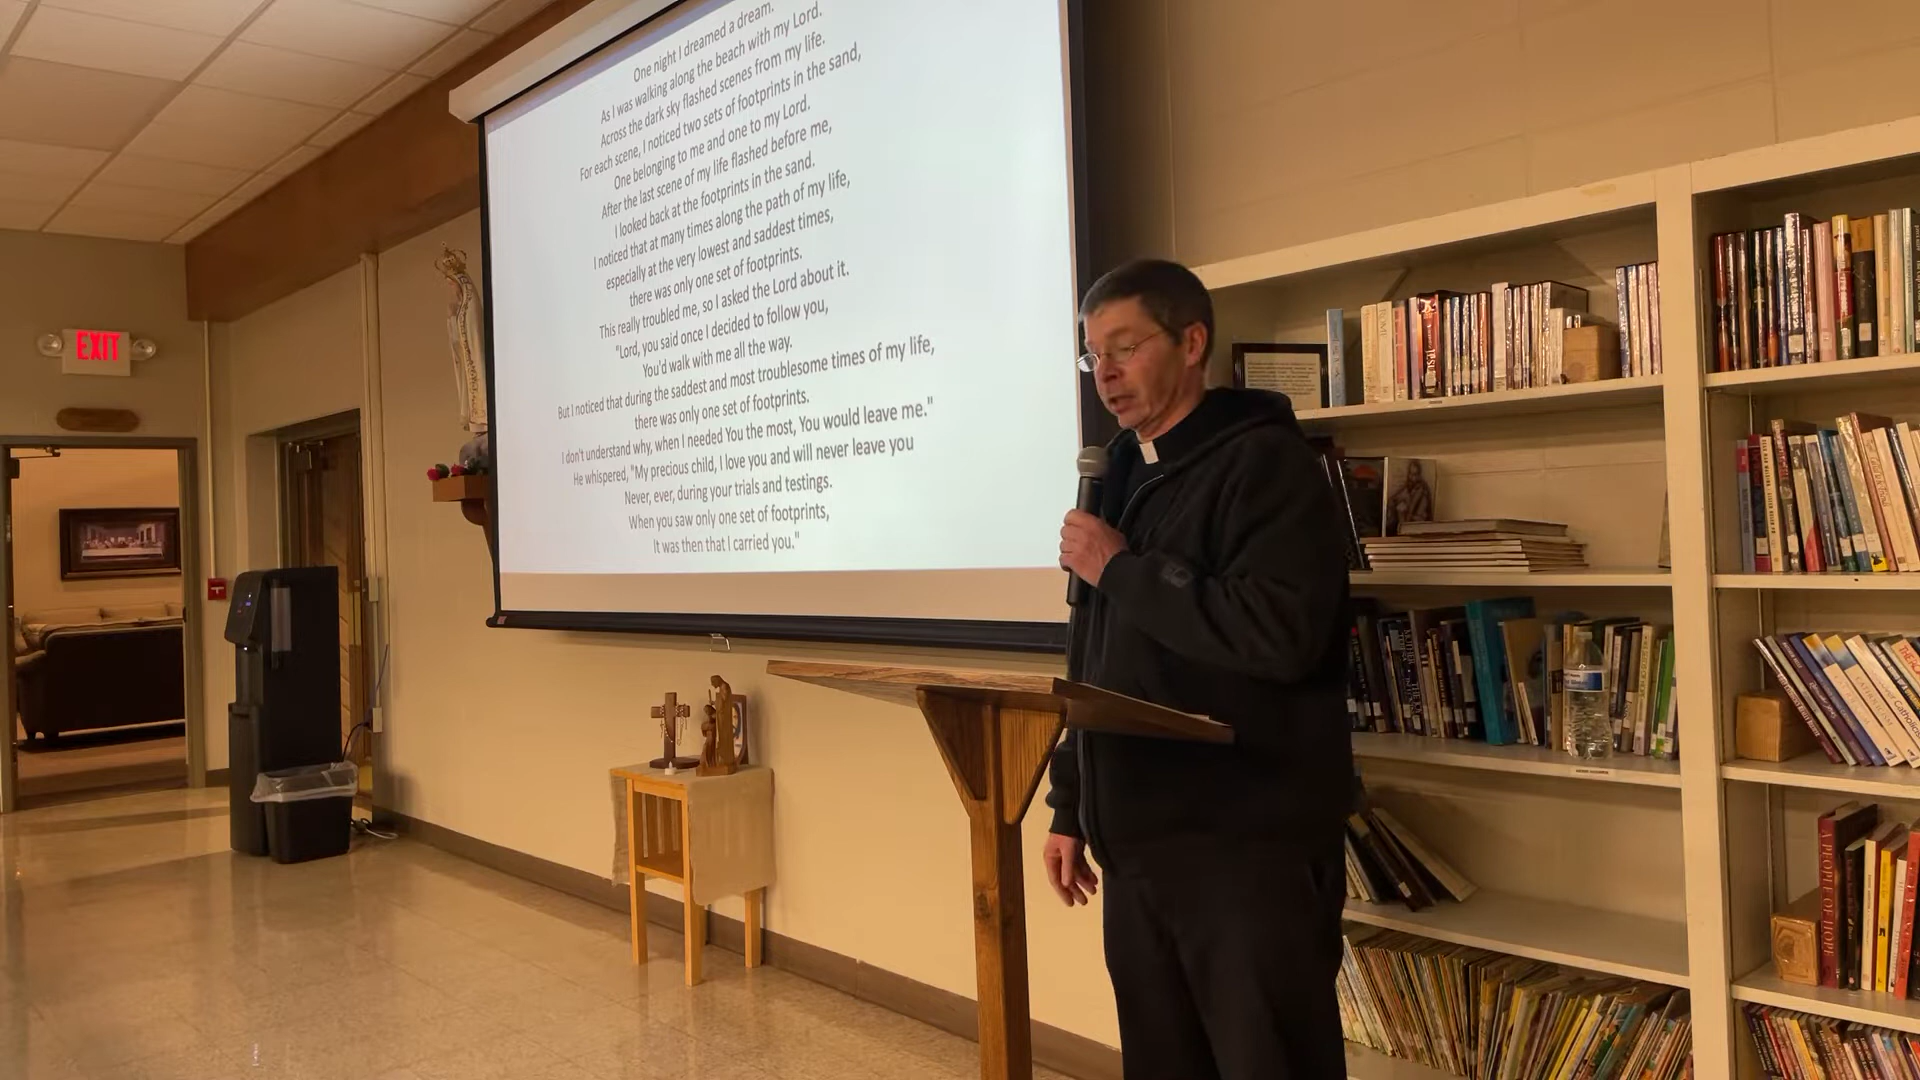 One night I dreamed a dream.
As I was walking along the beach with my Lord.
Across the dark sky flashed scenes from my life.
For each scene, I noticed two sets of footprints in the sand,
One belonging to me and one to my Lord.
After the last scene of my life flashed before me,
I looked back at the footprints in the sand.
I noticed that at many times along the path of my life,
especially at the very lowest and saddest times,
there was only one set of footprints.
This really troubled me, so I asked the Lord about it.
"Lord, you said once I decided to follow you,
You'd walk with me all the way.
But I noticed that during the saddest and most troublesome times of my life,
there was only one set of footprints.
I don't understand why, when I needed You the most, You would leave me."
He whispered, "My precious child, I love you and will never leave you
Never, ever, during your trials and testings.
When you saw only one set of footprints,
It was then that I carried you."
EXIT
A PEOPLE OF HOPE